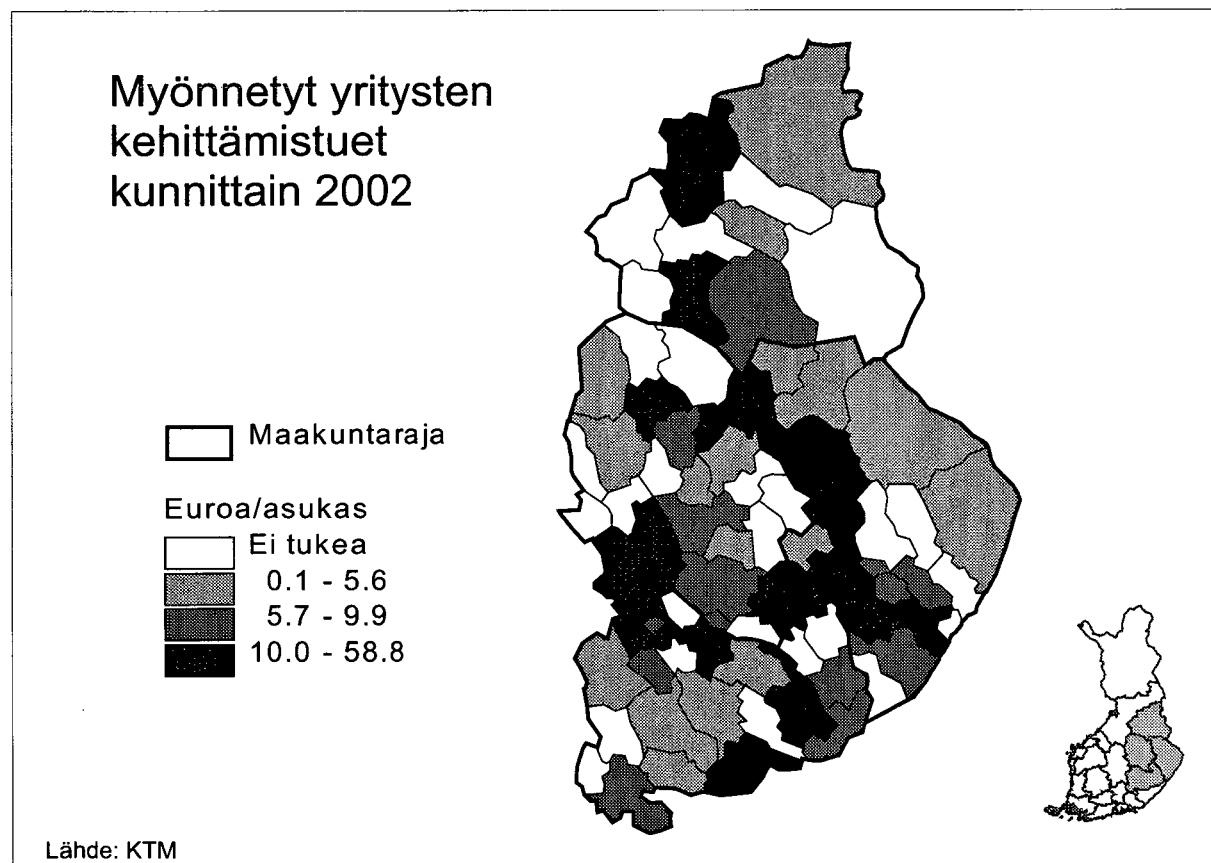 Myönnetyt yritysten
kehittämistuet
kunnittain 2002
Maakuntaraja
Euroa/asukas
Ei tukea
0.1 - 5.6
5.7 - 9.9
10.0 - 58.8
Lähde: KTM